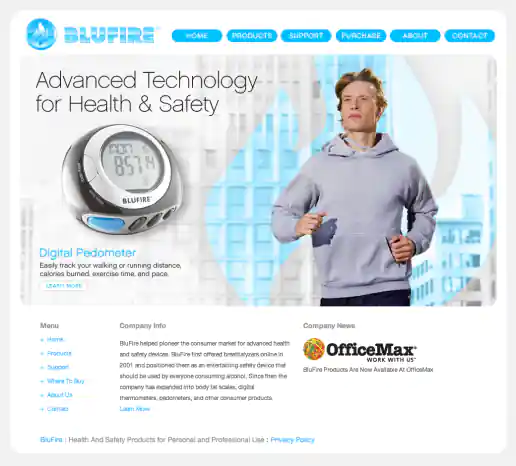 BLUFIRE
HOME PRODUCTS SUPPORT PURCHASE ABOUT CONTACT
Advanced Technology
for Health & Safety
8574
BLUFIRE
Digital Pedometer
Easily track your walking or running distance,
calories burned, exercise time, and pace.
LEARN MORE
Menu
Home
Products
Support
Where To Buy
About Us
Contact
Company Info
BluFire helped pioneer the consumer market for advanced health
and safety devices. BluFire first offered breathalyzers online in
2001 and positioned them as an entertaining safety device that
should be used by everyone consuming alcohol. Since then the
company has expanded into body fat scales, digital
thermometers, pedometers, and other consumer products.
Learn More
Company News
OfficeMax®
WORK WITH US™
BluFire Products Are Now Available At OfficeMax
BluFire : Health And Safety Products for Personal and Professional Use : Privacy Policy